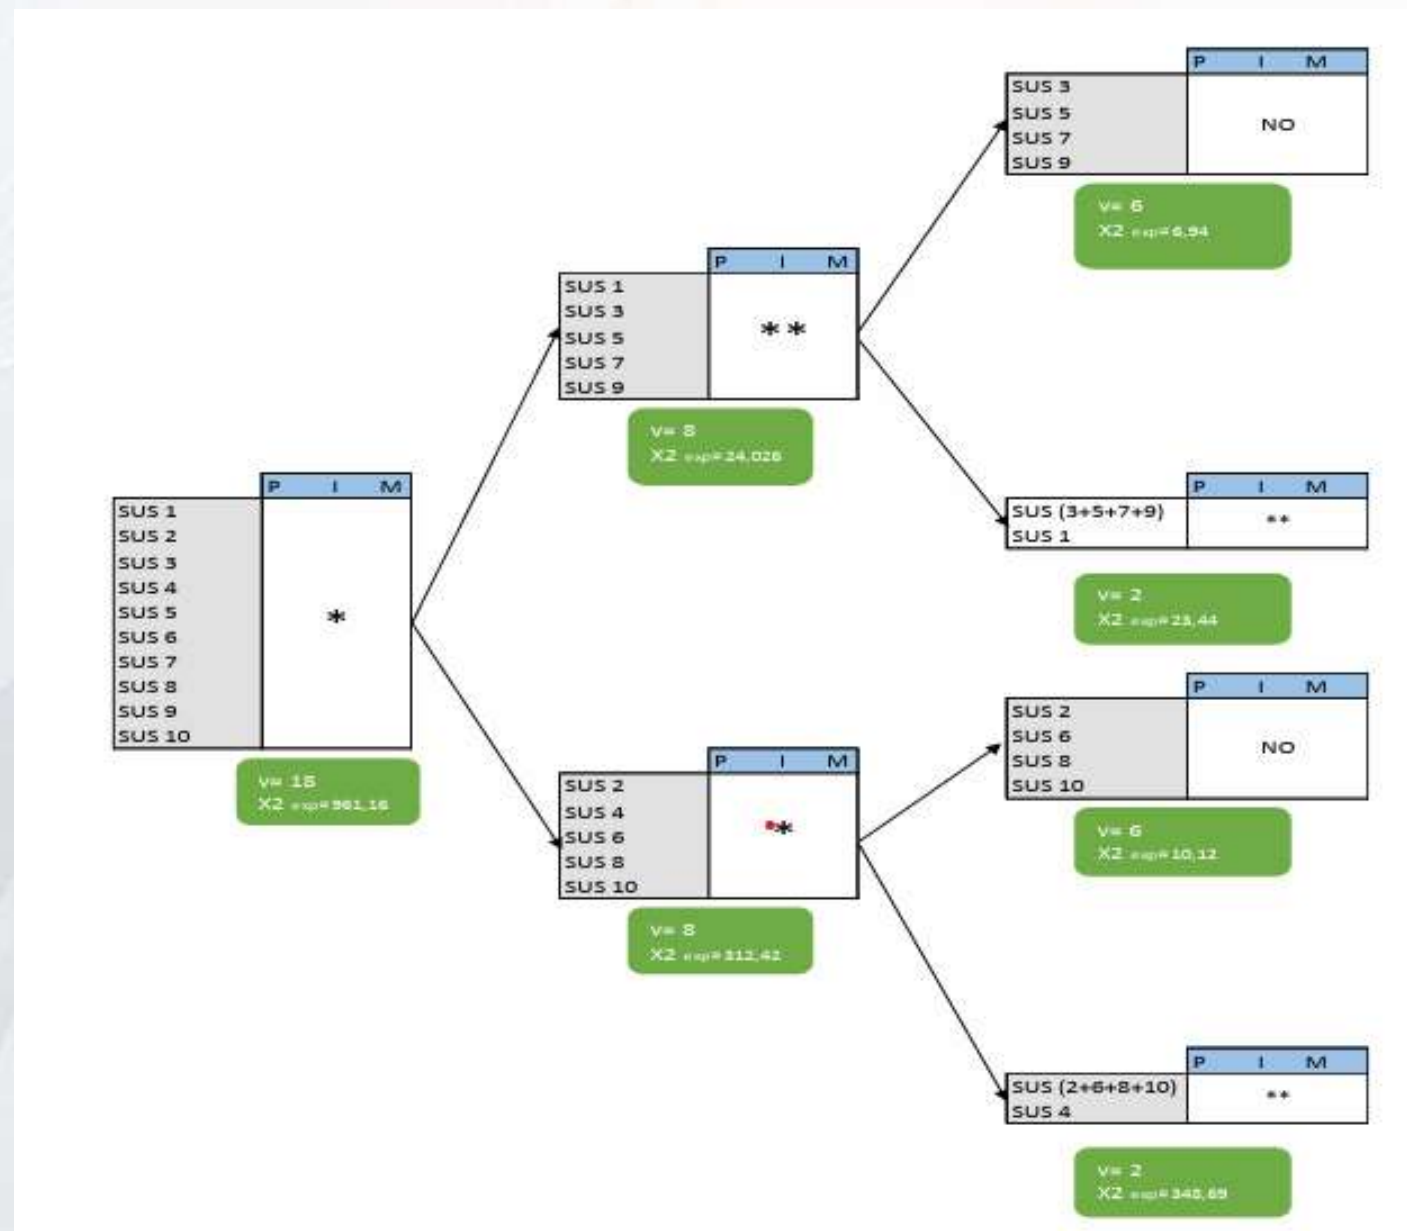 P I M
SUS 1
SUS 2
SUS 3
SUS 4
SUS 5
SUS 6
SUS 7
SUS 8
SUS 9
SUS 10
*
v= 18
X2 exp=961,16
P I M
SUS 1
SUS 3
SUS 5
SUS 7
SUS 9
* *
v= 8
X2 exp=24,026
P I M
SUS 2
SUS 4
SUS 6
SUS 8
SUS 10
**
v= 8
X2 exp=312,42
P I M
SUS 3
SUS 5
SUS 7
SUS 9
NO
v= 6
X2 exp=6,94
P I M
SUS (3+5+7+9)
SUS 1
**
v= 2
X2 exp=23,44
P I M
SUS 2
SUS 6
SUS 8
SUS 10
NO
v= 6
X2 exp=10,12
P I M
SUS (2+6+8+10)
SUS 4
**
v= 2
X2 exp=348,69